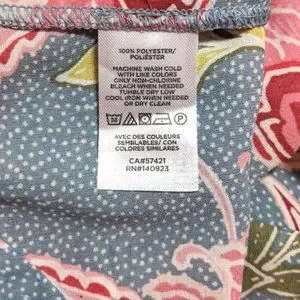 100% POLYESTER/
POLIÉSTER
MACHINE WASH COLD
WITH LIKE COLORS
ONLY NON-CHLORINE
BLEACH WHEN NEEDED
TUMBLE DRY LOW
COOL IRON WHEN NEEDED
OR DRY CLEAN
AVEC DES COULEURS
SEMBLABLES/ CON
COLORES SIMILARES
CA#57421
RN#140923